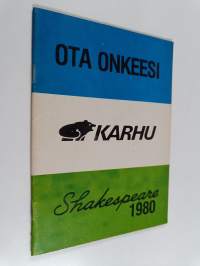 OTA ONKEESI
KARHU
Shakespeare
1980